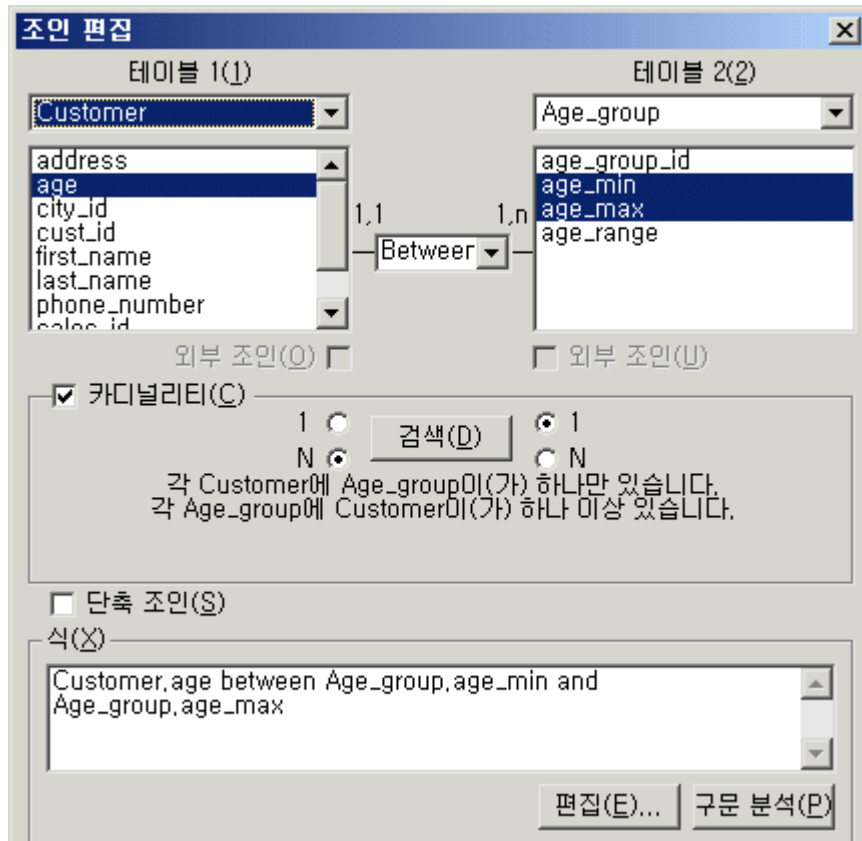 조인 편집
테이블 1(1)
테이블 2(2)
Customer
Age_group
address
age
city_id
cust_id
first_name
last_name
phone_number
sales_id
1,1
Betweer
1,n
age_group_id
age_min
age_max
age_range
외부 조인(O)
외부 조인(U)
카디널리티(C)
1
N
검색(D)
1
N
각 Customer에 Age_group이(가) 하나만 있습니다.
각 Age_group에 Customer이(가) 하나 이상 있습니다.
단축 조인(S)
식(X)
Customer,age between Age_group,age_min and
Age_group,age_max
편집(E)...
구문 분석(P)